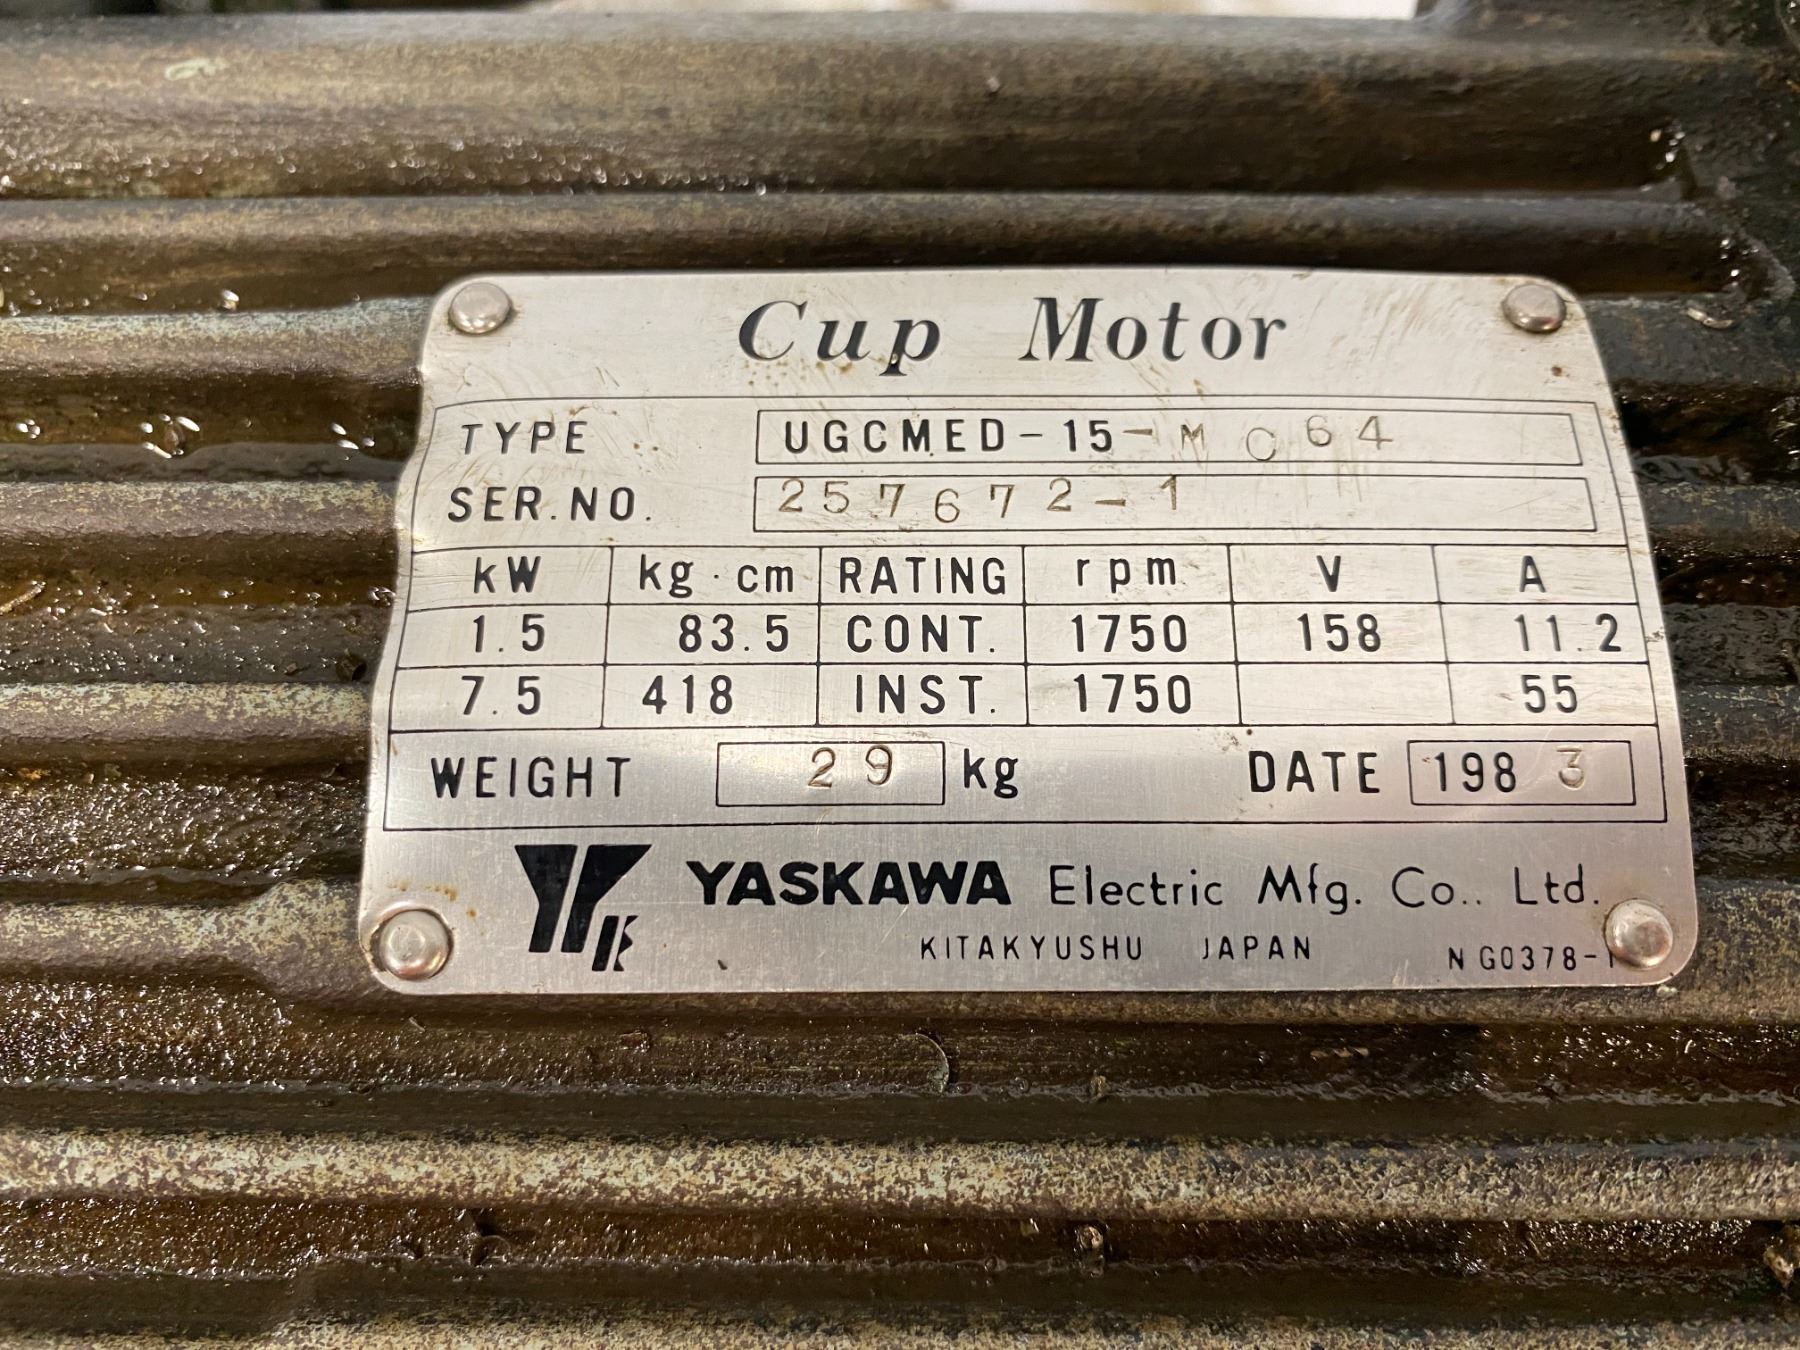 Cup Motor
TYPE UGCMED-15-MC64
SER.NO. 257672-1
kW kg·cm RATING rpm V A
1.5 83.5 CONT. 1750 158 11.2
7.5 418 INST. 1750 55
WEIGHT 29 kg DATE 1983
YASKAWA Electric Mfg. Co., Ltd.
KITAKYUSHU JAPAN NG0378-1